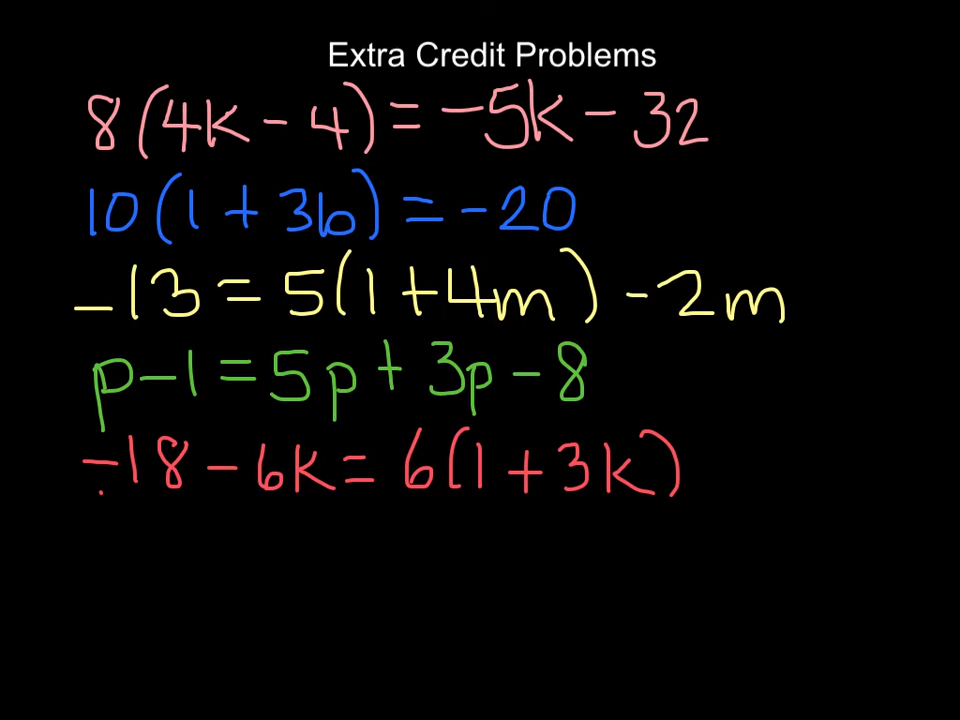 Extra Credit Problems
8(4k - 4) = -5k - 32
10(1 + 3b) = -20
-13 = 5(1 + 4m) - 2m
p - 1 = 5p + 3p - 8
-18 - 6k = 6(1 + 3k)